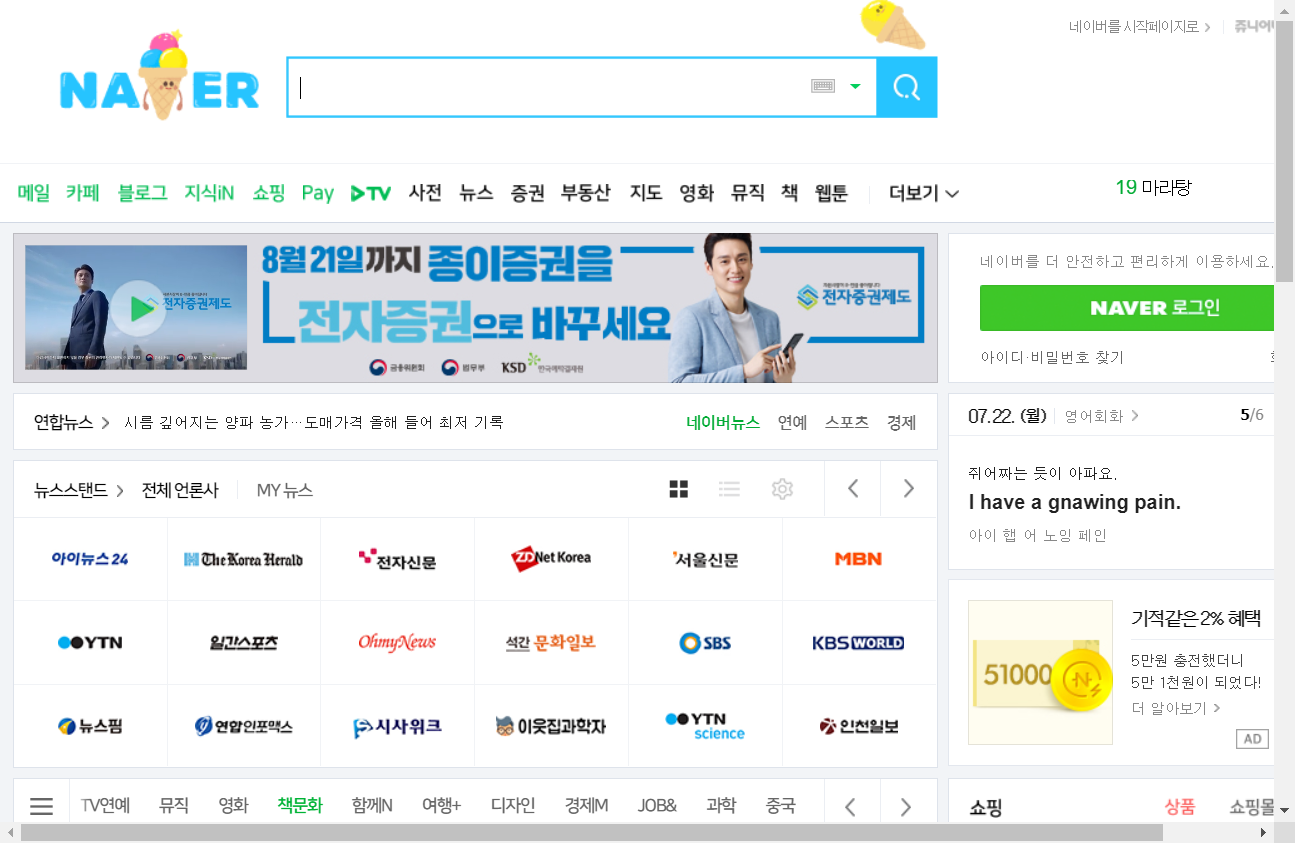 네이버를 시작페이지로
NAVER
메일 카페 블로그 지식iN 쇼핑 Pay TV 사전 뉴스 증권 부동산 지도 영화 뮤직 책 웹툰 더보기
19 마라탕
전자증권제도
8월 21일까지 종이증권을
전자증권으로 바꾸세요
전자증권제도
금융위원회 법무부 KSD 한국예탁결제원
네이버를 더 안전하고 편리하게 이용하세요.
NAVER 로그인
아이디·비밀번호 찾기
연합뉴스 시름 깊어지는 양파 농가…도매가격 올해 들어 최저 기록
네이버뉴스 연예 스포츠 경제
07.22. (월) 영어회화 5/6
쥐어짜는 듯이 아파요.
I have a gnawing pain.
아이 햅 어 노잉 페인
뉴스스탠드 전체 언론사 MY 뉴스
아이뉴스24 The Korea Herald 전자신문 ZDNet Korea 서울신문 MBN
YTN 일간스포츠 OhmyNews 석간 문화일보 SBS KBS WORLD
뉴스핌 연합인포맥스 시사위크 이웃집과학자 YTN science 인천일보
51000
기적같은 2% 혜택
5만원 충전했더니
5만 1천원이 되었다!
더 알아보기
AD
TV연예 뮤직 영화 책문화 함께N 여행+ 디자인 경제M JOB& 과학 중국
쇼핑 상품 쇼핑몰